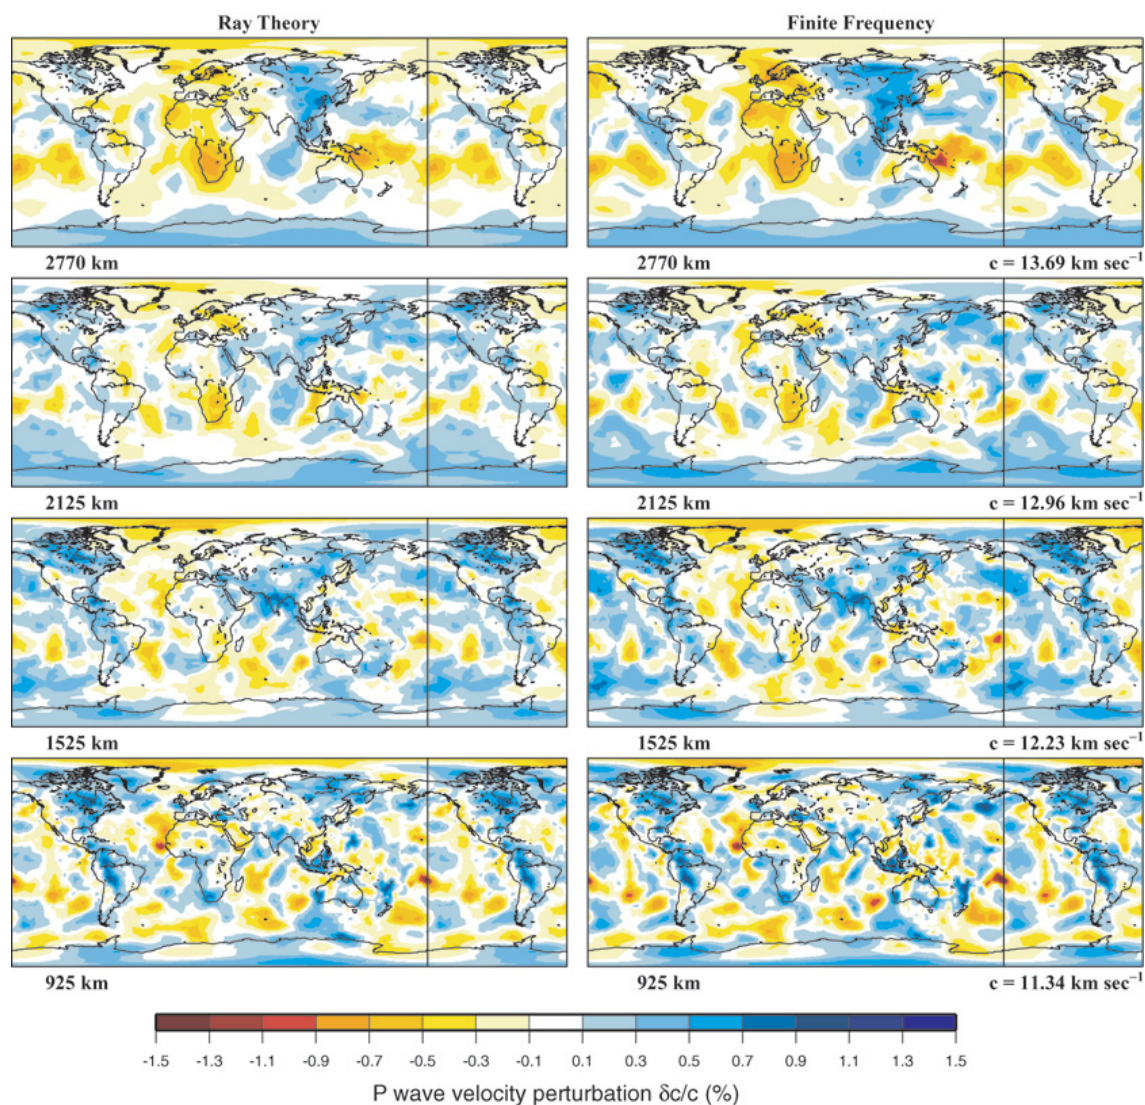 Ray Theory
Finite Frequency
2770 km
2770 km
c = 13.69 km sec⁻¹
2125 km
2125 km
c = 12.96 km sec⁻¹
1525 km
1525 km
c = 12.23 km sec⁻¹
925 km
925 km
c = 11.34 km sec⁻¹
-1.5 -1.3 -1.1 -0.9 -0.7 -0.5 -0.3 -0.1 0.1 0.3 0.5 0.7 0.9 1.1 1.3 1.5
P wave velocity perturbation δc/c (%)